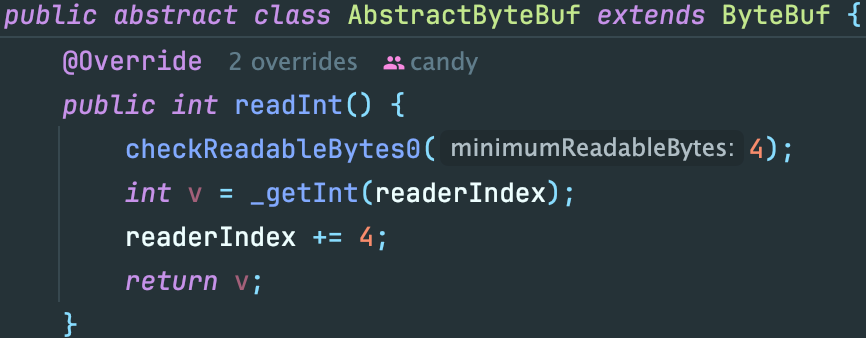 public abstract class AbstractByteBuf extends ByteBuf {
@Override 2 overrides candy
public int readInt() {
checkReadableBytes0( minimumReadableBytes: 4);
int v = _getInt(readerIndex);
readerIndex += 4;
return v;
}